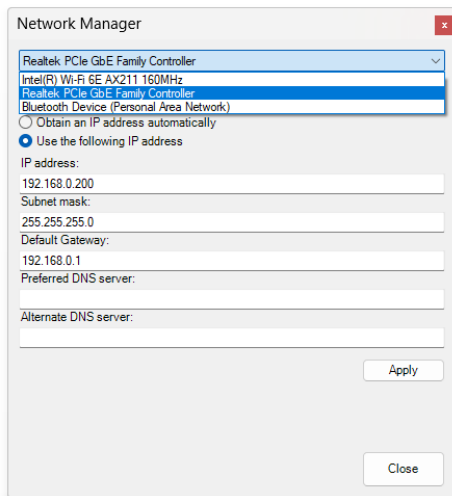 Network Manager
x
Realtek PCIe GbE Family Controller
Intel(R) Wi-Fi 6E AX211 160MHz
Realtek PCIe GbE Family Controller
Bluetooth Device (Personal Area Network)
Obtain an IP address automatically
Use the following IP address
IP address:
192.168.0.200
Subnet mask:
255.255.255.0
Default Gateway:
192.168.0.1
Preferred DNS server:
Alternate DNS server:
Apply
Close